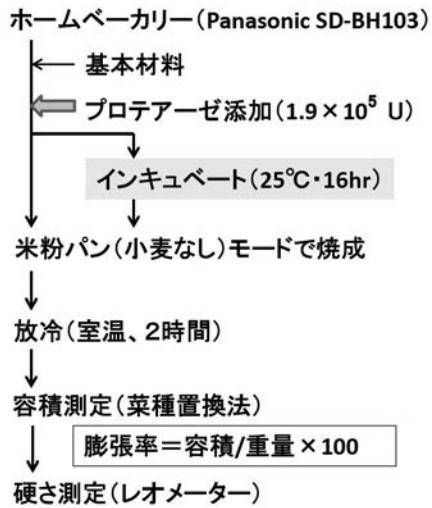 ホームベーカリー(Panasonic SD-BH103)
基本材料
プロテアーゼ添加(1.9×10⁵ U)
インキュベート(25℃・16hr)
米粉パン(小麦なし)モードで焼成
放冷(室温、2時間)
容積測定(菜種置換法)
膨張率=容積/重量×100
硬さ測定(レオメーター)